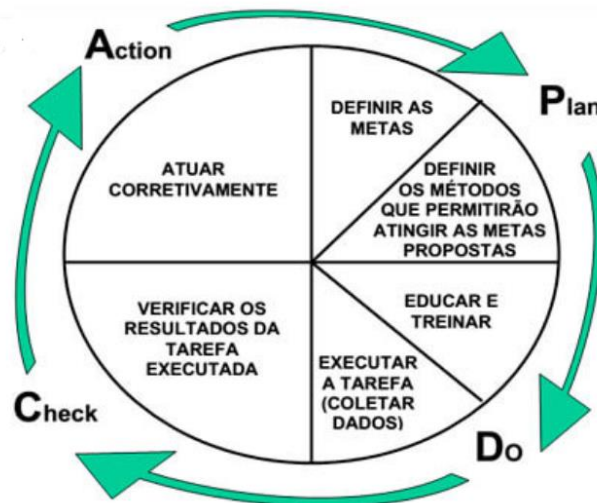 Action
Plan
DEFINIR AS
METAS
DEFINIR
OS MÉTODOS
QUE PERMITIRÃO
ATINGIR AS METAS
PROPOSTAS
ATUAR
CORRETIVAMENTE
EDUCAR E
TREINAR
VERIFICAR OS
RESULTADOS DA
TAREFA
EXECUTADA
EXECUTAR
A TAREFA
(COLETAR
DADOS)
Check
Do